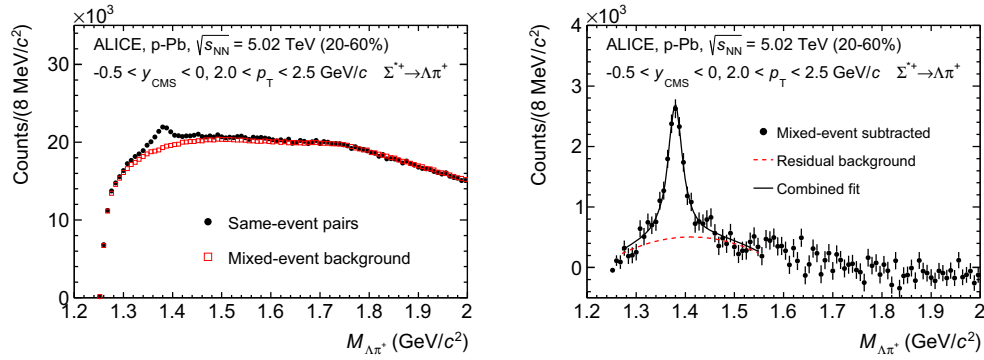 ×10³
ALICE, p-Pb, √s_NN = 5.02 TeV (20-60%)
-0.5 < y_CMS < 0, 2.0 < p_T < 2.5 GeV/c Σ*⁺→Λπ⁺
Counts/(8 MeV/c²)
30
20
10
0
Same-event pairs
Mixed-event background
1.2 1.3 1.4 1.5 1.6 1.7 1.8 1.9 2
M_Λπ⁺ (GeV/c²)
×10³
ALICE, p-Pb, √s_NN = 5.02 TeV (20-60%)
-0.5 < y_CMS < 0, 2.0 < p_T < 2.5 GeV/c Σ*⁺→Λπ⁺
Counts/(8 MeV/c²)
4
3
2
1
0
Mixed-event subtracted
Residual background
Combined fit
1.2 1.3 1.4 1.5 1.6 1.7 1.8 1.9 2
M_Λπ⁺ (GeV/c²)